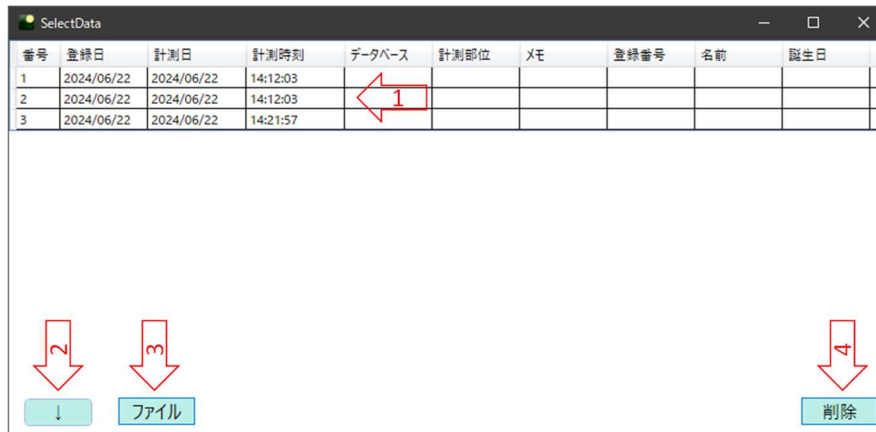 SelectData
番号 登録日 計測日 計測時刻 データベース 計測部位 メモ 登録番号 名前 誕生日
1 2024/06/22 2024/06/22 14:12:03
2 2024/06/22 2024/06/22 14:12:03
1
3 2024/06/22 2024/06/22 14:21:57
2 3 4
↓ ファイル 削除